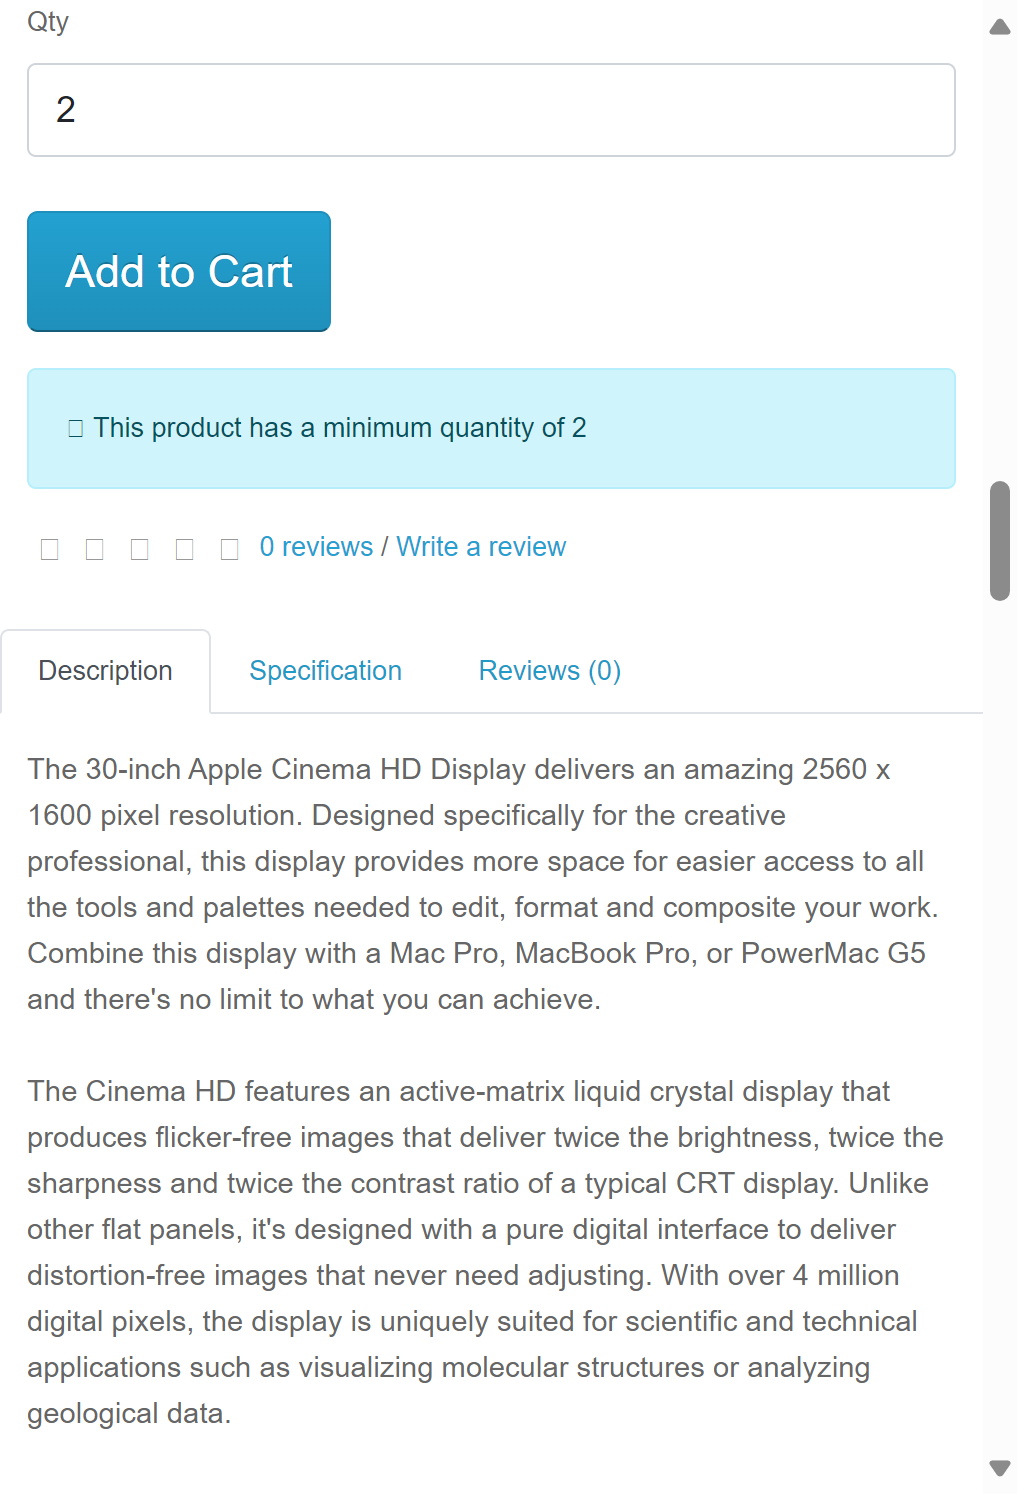 Qty
2
Add to Cart
This product has a minimum quantity of 2
0 reviews / Write a review
Description Specification Reviews (0)
The 30-inch Apple Cinema HD Display delivers an amazing 2560 x
1600 pixel resolution. Designed specifically for the creative
professional, this display provides more space for easier access to all
the tools and palettes needed to edit, format and composite your work.
Combine this display with a Mac Pro, MacBook Pro, or PowerMac G5
and there's no limit to what you can achieve.
The Cinema HD features an active-matrix liquid crystal display that
produces flicker-free images that deliver twice the brightness, twice the
sharpness and twice the contrast ratio of a typical CRT display. Unlike
other flat panels, it's designed with a pure digital interface to deliver
distortion-free images that never need adjusting. With over 4 million
digital pixels, the display is uniquely suited for scientific and technical
applications such as visualizing molecular structures or analyzing
geological data.